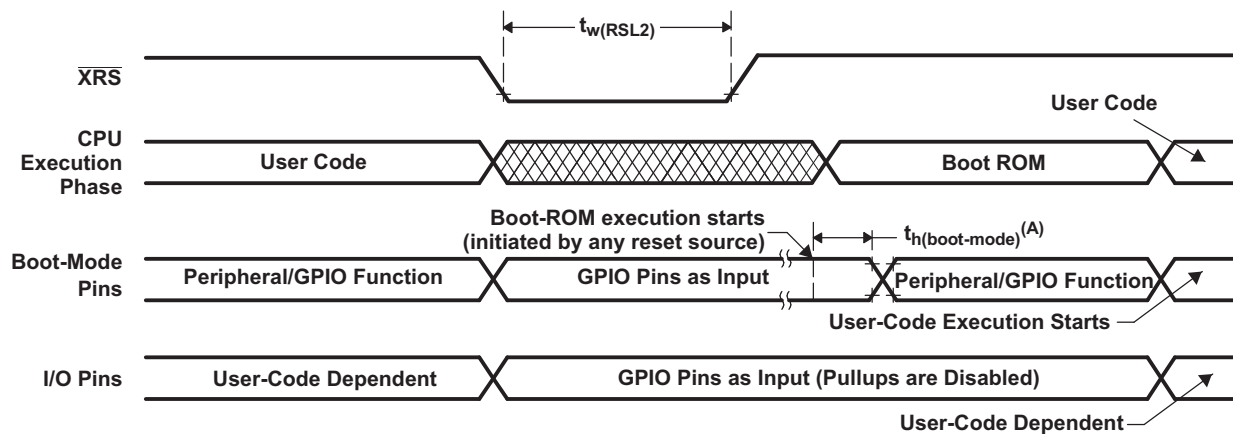 tw(RSL2)
XRS
User Code
CPU
Execution
Phase
User Code
Boot ROM
Boot-ROM execution starts
(initiated by any reset source)
th(boot-mode)(A)
Boot-Mode
Pins
Peripheral/GPIO Function
GPIO Pins as Input
Peripheral/GPIO Function
User-Code Execution Starts
I/O Pins
User-Code Dependent
GPIO Pins as Input (Pullups are Disabled)
User-Code Dependent